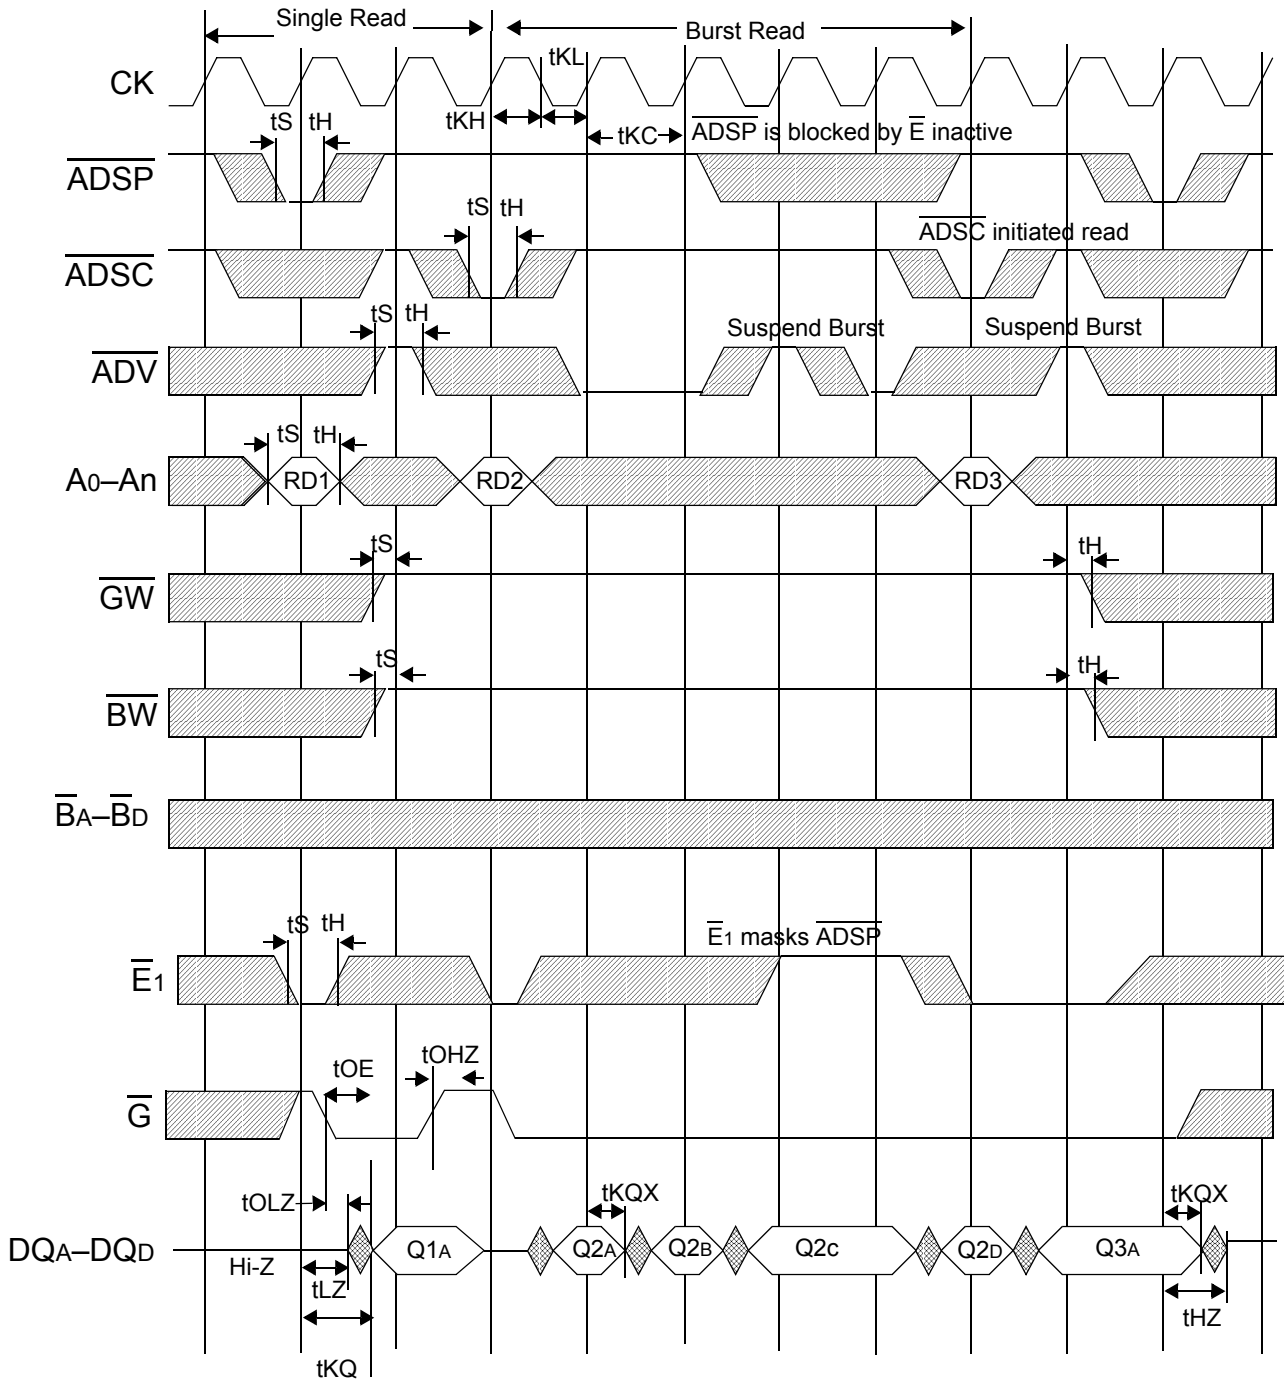 Single Read
Burst Read
CK
tKL
tKH
tKC
ADSP is blocked by E inactive
tS tH
ADSP
tS tH
ADSC initiated read
ADSC
tS tH
Suspend Burst
Suspend Burst
ADV
tS tH
A0–An
RD1
RD2
RD3
tS
tH
GW
tS
tH
BW
BA–BD
tS tH
E1 masks ADSP
E1
tOE
tOHZ
G
tOLZ
tKQX
tKQX
DQA–DQD
Hi-Z
Q1A
Q2A
Q2B
Q2c
Q2D
Q3A
tLZ
tHZ
tKQ